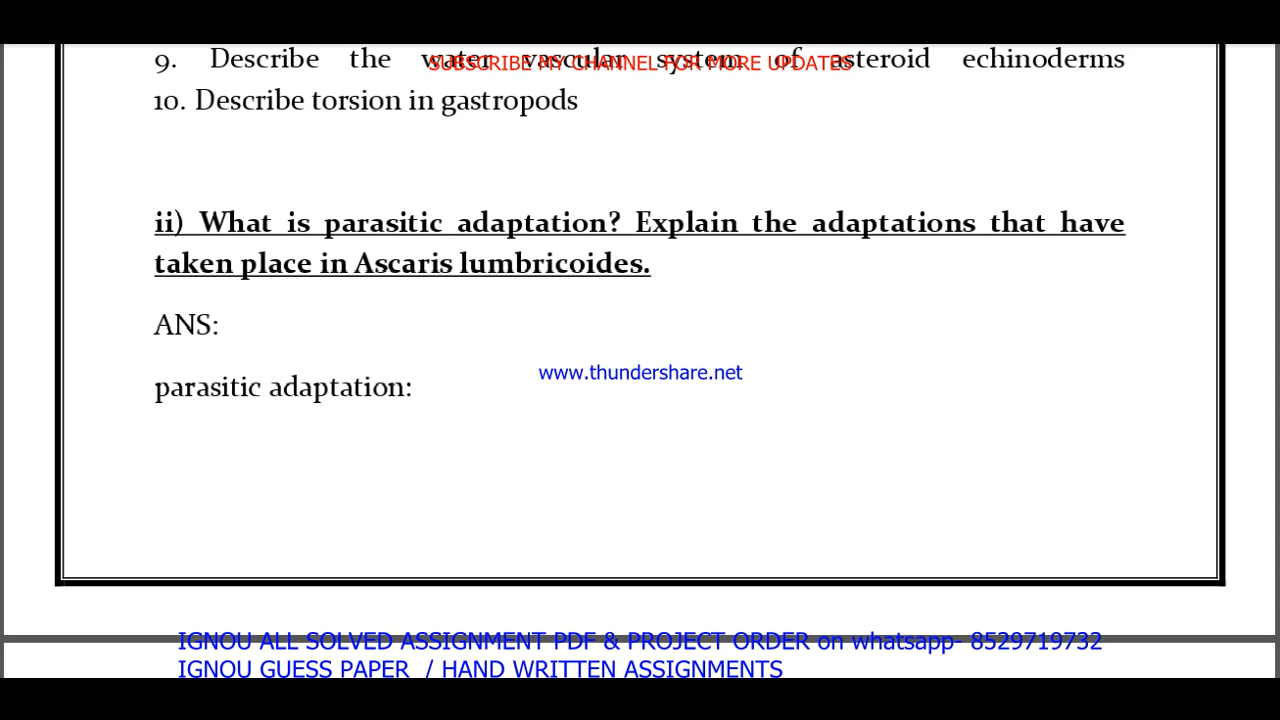 9. Describe the water vascular system of asteroid echinoderms
SUBSCRIBE MY CHANNEL FOR MORE UPDATES
10. Describe torsion in gastropods
ii) What is parasitic adaptation? Explain the adaptations that have
taken place in Ascaris lumbricoides.
ANS:
www.thundershare.net
parasitic adaptation:
IGNOU ALL SOLVED ASSIGNMENT PDF & PROJECT ORDER on whatsapp- 8529719732
IGNOU GUESS PAPER / HAND WRITTEN ASSIGNMENTS